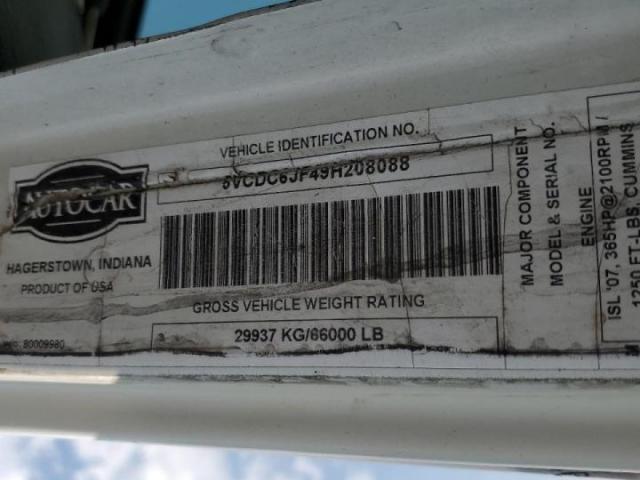 AUTOCAR
HAGERSTOWN, INDIANA
PRODUCT OF USA
80009980
VEHICLE IDENTIFICATION NO.
5VCDC6JF49H208088
GROSS VEHICLE WEIGHT RATING
29937 KG/66000 LB
MAJOR COMPONENT
MODEL & SERIAL NO.
ENGINE
ISL '07, 365HP@2100RPM /
1250 FT-LBS, CUMMINS